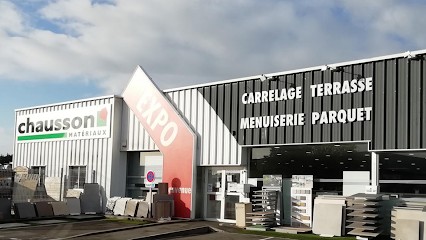 chausson
MATÉRIAUX
EXPO
CARRELAGE TERRASSE
MENUISERIE PARQUET